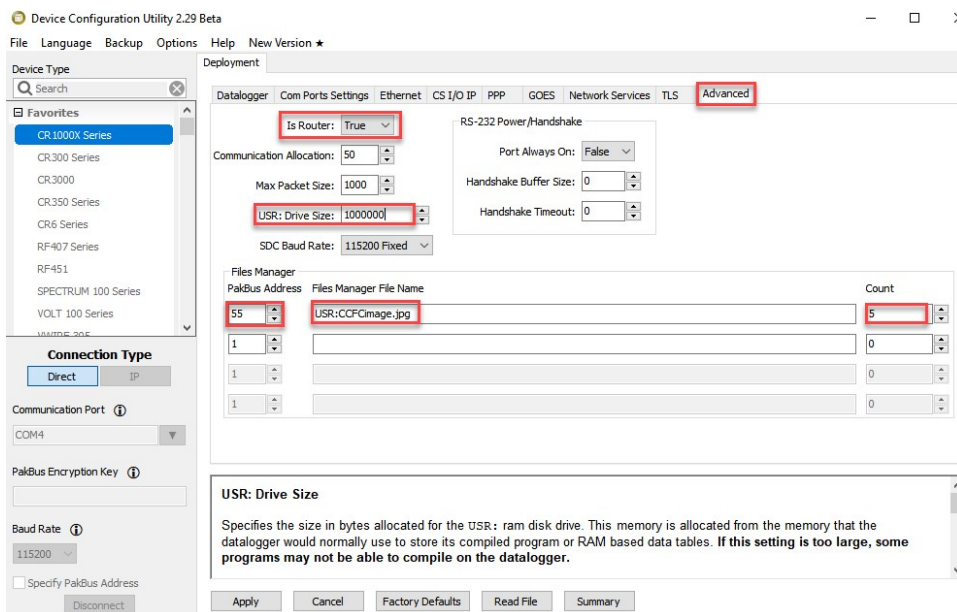 Device Configuration Utility 2.29 Beta
File Language Backup Options Help New Version ★
Device Type
Search
Favorites
CR1000X Series
CR300 Series
CR3000
CR350 Series
CR6 Series
RF407 Series
RF451
SPECTRUM 100 Series
VOLT 100 Series
VWIRE 305
Connection Type
Direct IP
Communication Port
COM4
PakBus Encryption Key
Baud Rate
115200
Specify PakBus Address
Disconnect
Deployment
Datalogger Com Ports Settings Ethernet CS I/O IP PPP GOES Network Services TLS Advanced
Is Router: True
Communication Allocation: 50
Max Packet Size: 1000
USR: Drive Size: 1000000
SDC Baud Rate: 115200 Fixed
RS-232 Power/Handshake
Port Always On: False
Handshake Buffer Size: 0
Handshake Timeout: 0
Files Manager
PakBus Address Files Manager File Name Count
55 USR:CCFCimage.jpg 5
1 0
1 0
1 0
USR: Drive Size
Specifies the size in bytes allocated for the USR: ram disk drive. This memory is allocated from the memory that the
datalogger would normally use to store its compiled program or RAM based data tables. If this setting is too large, some
programs may not be able to compile on the datalogger.
Apply Cancel Factory Defaults Read File Summary